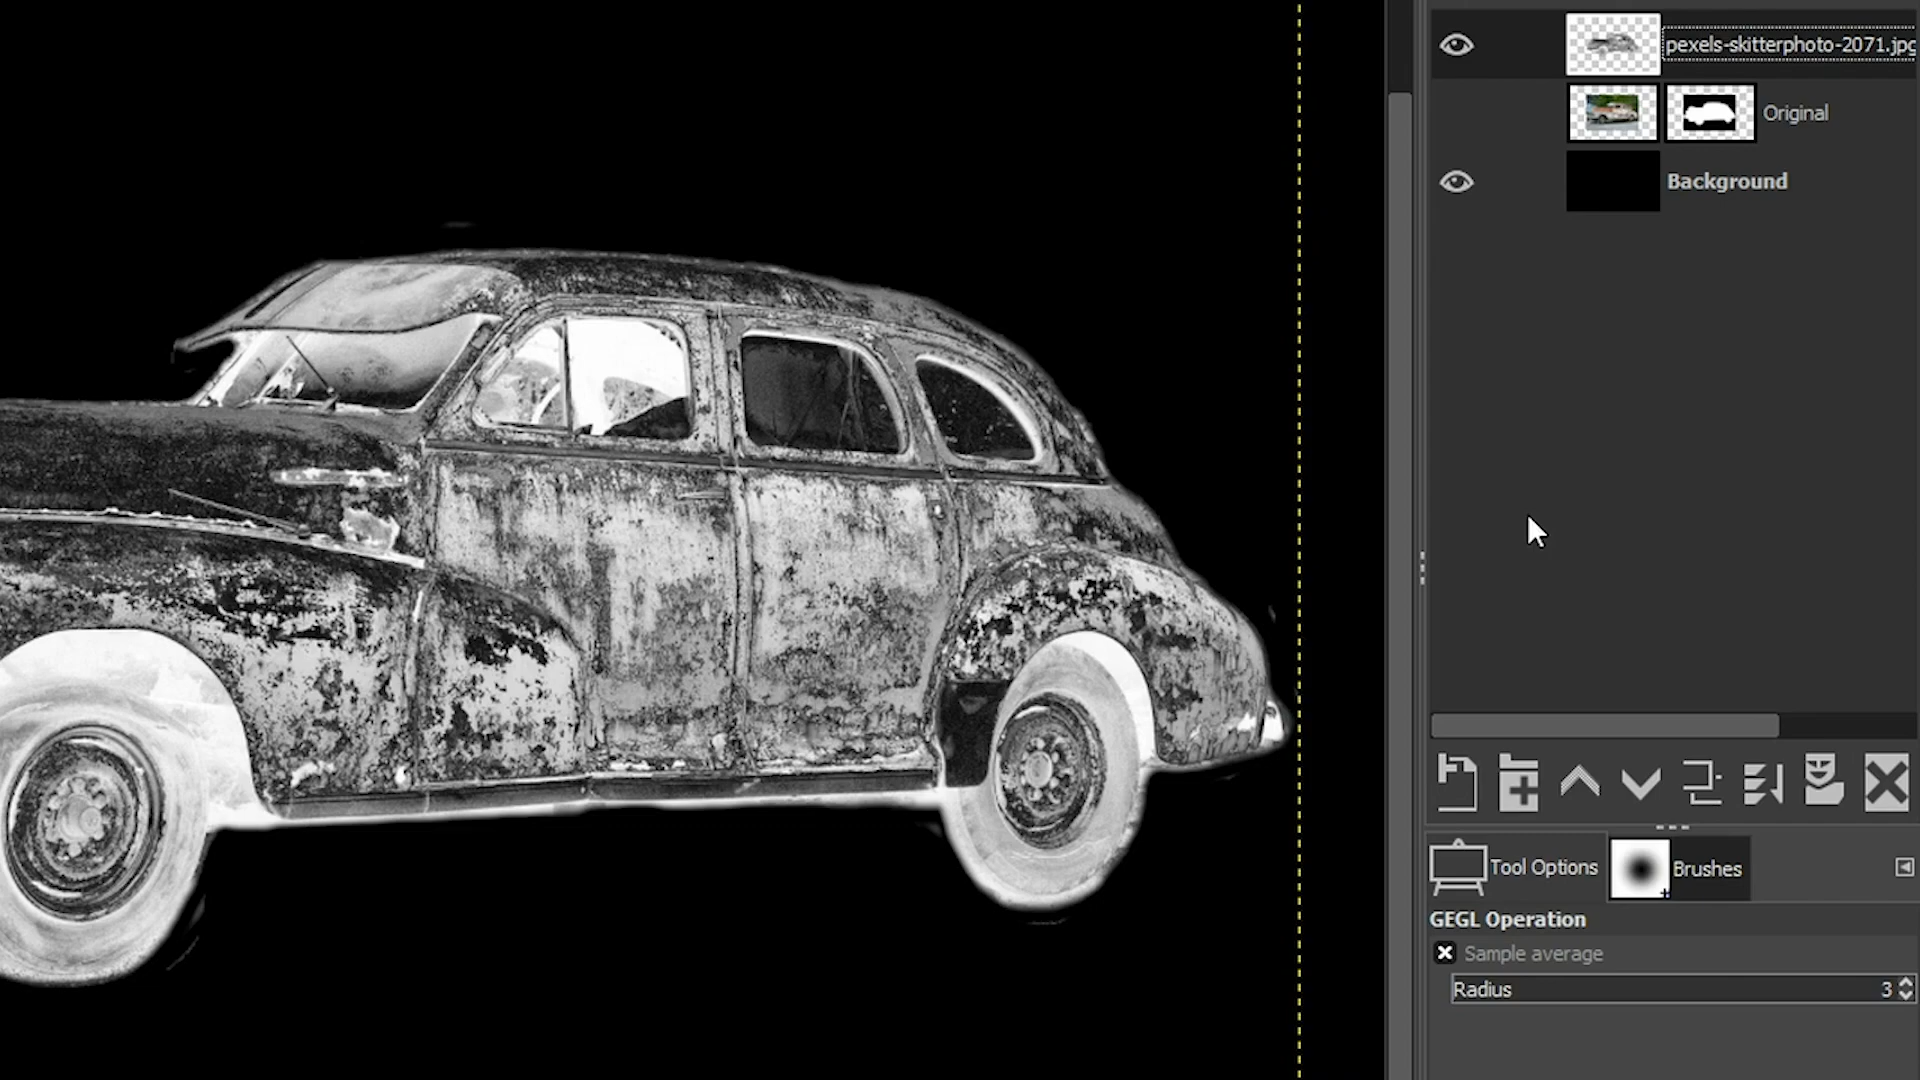 pexels-skitterphoto-2071.jpg
Original
Background
Tool Options
Brushes
GEGL Operation
Sample average
Radius 3